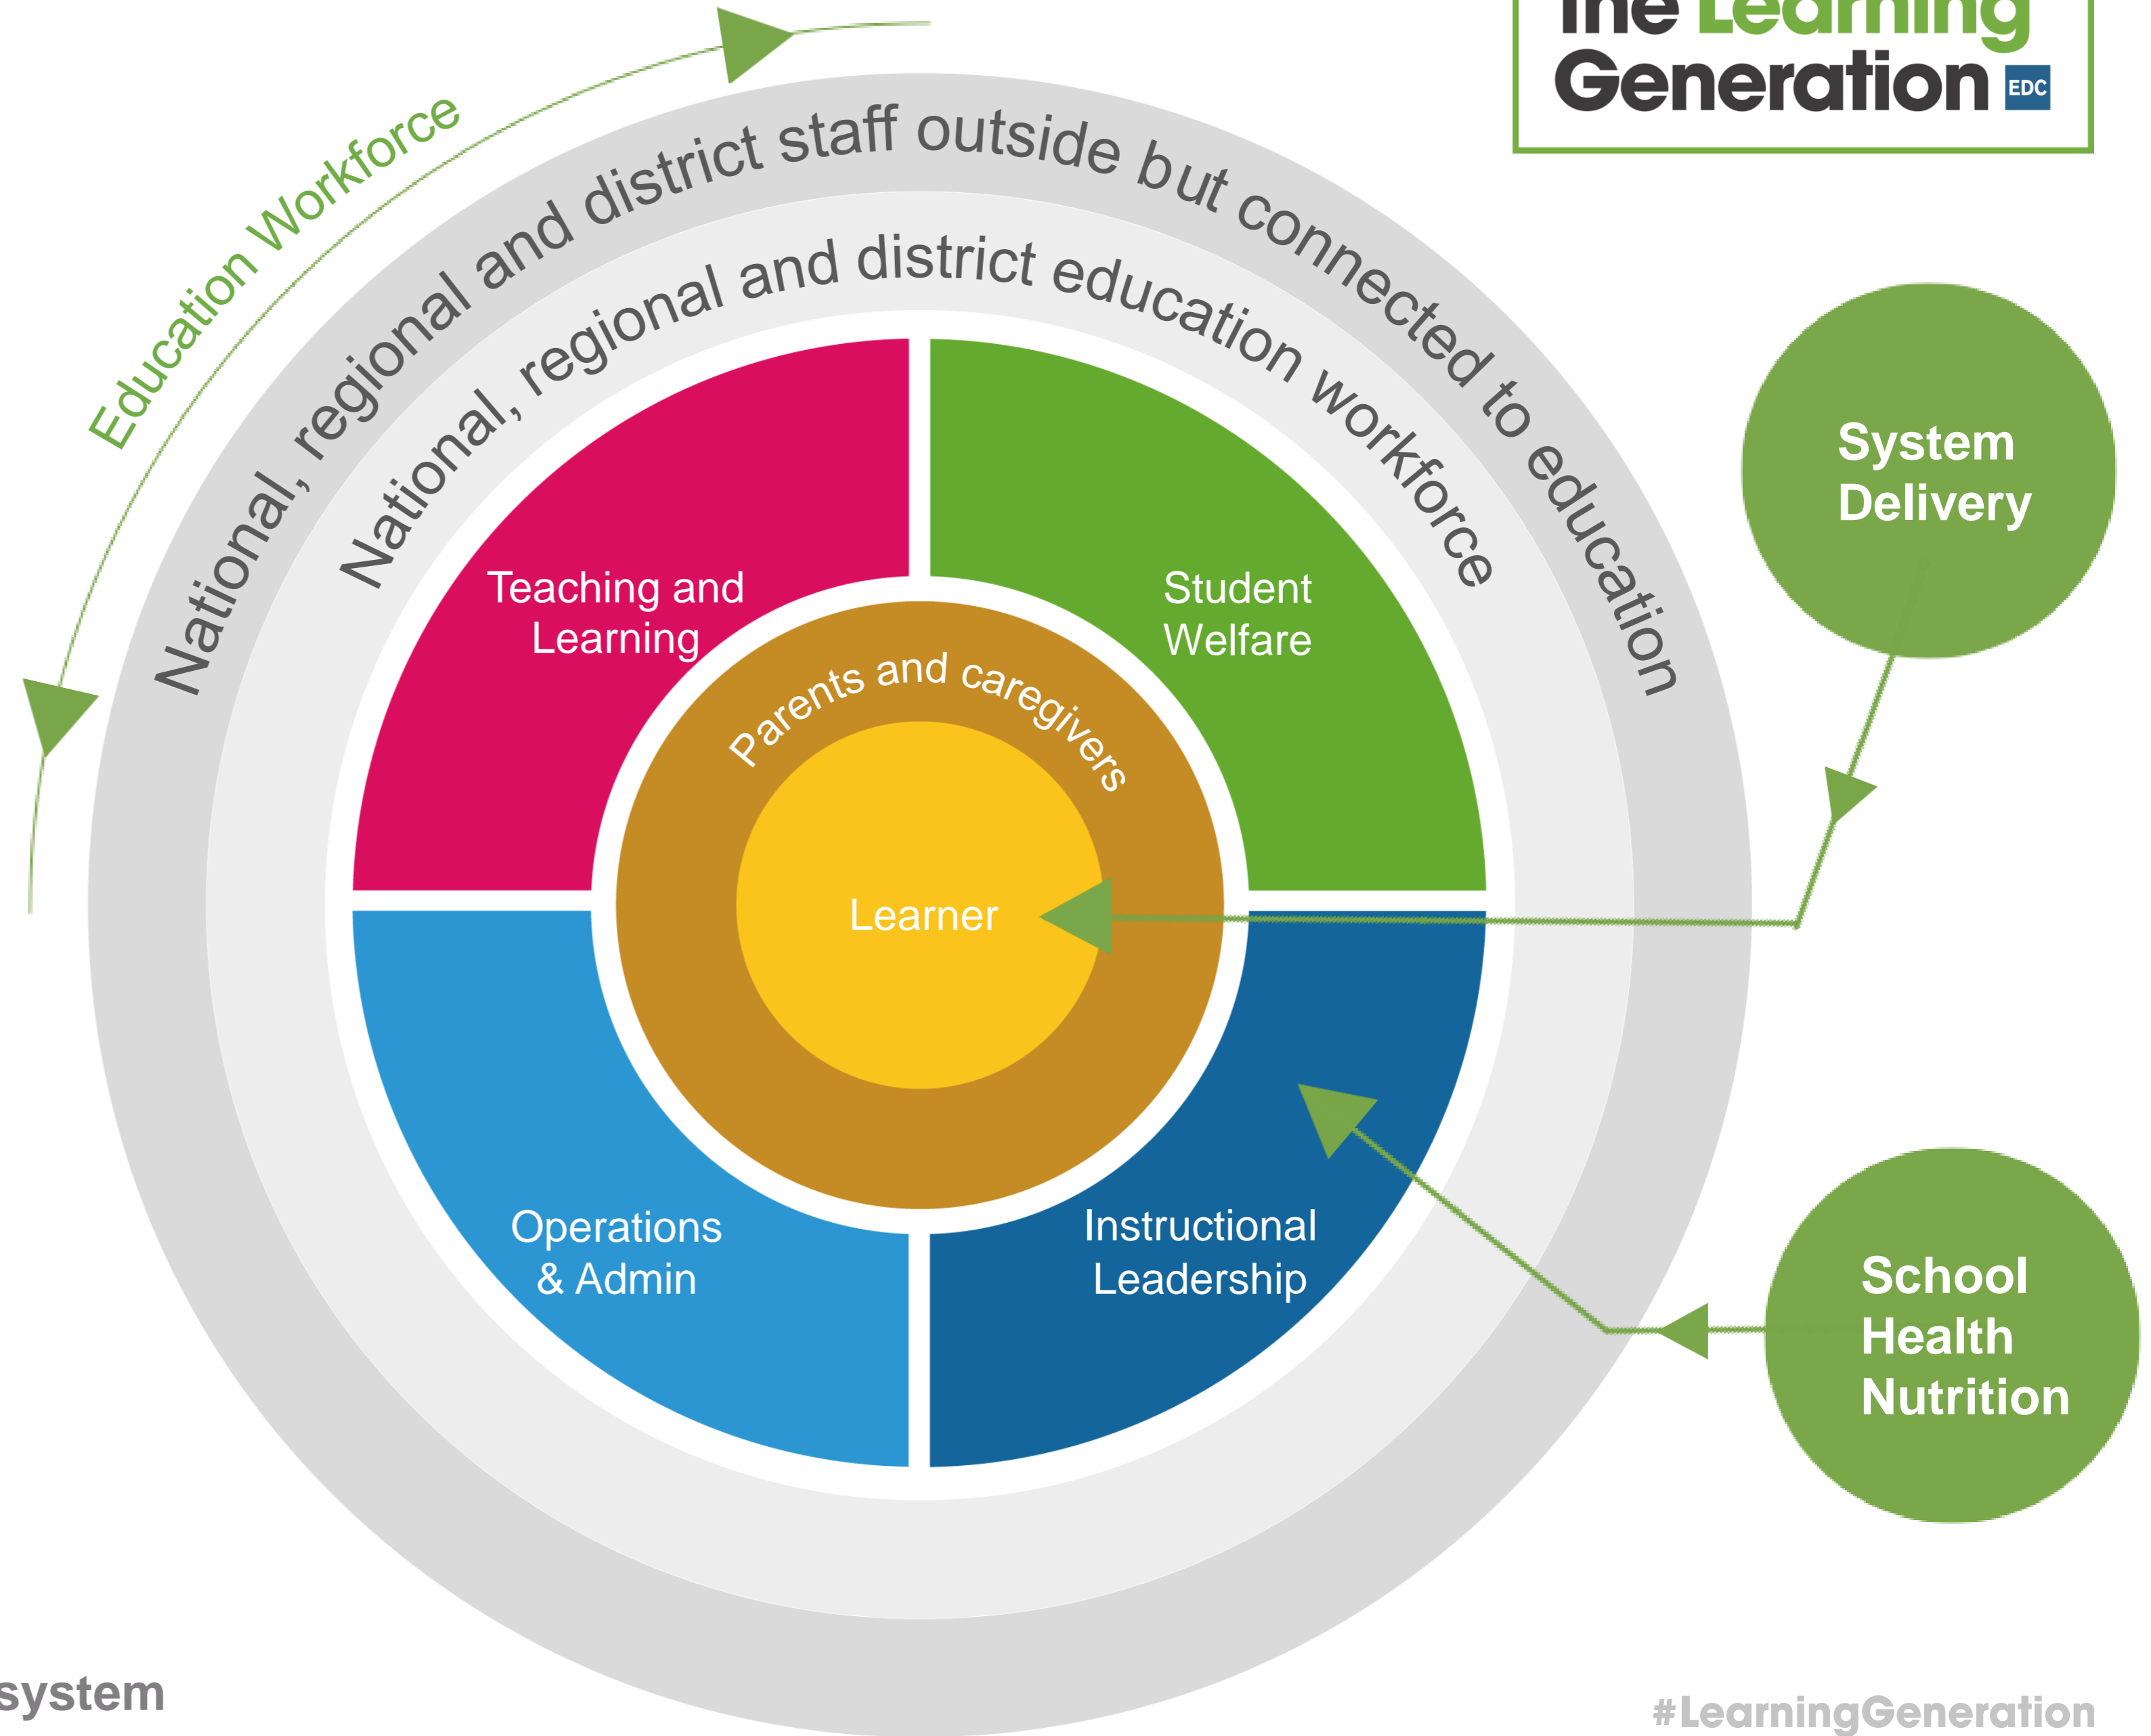 The Learning
Generation EDC
Education Workforce
National, regional and district staff outside but connected to education
National, regional and district education workforce
System
Delivery
Teaching and
Learning
Student
Welfare
Parents and caregivers
Learner
Operations
& Admin
Instructional
Leadership
School
Health
Nutrition
system
#LearningGeneration